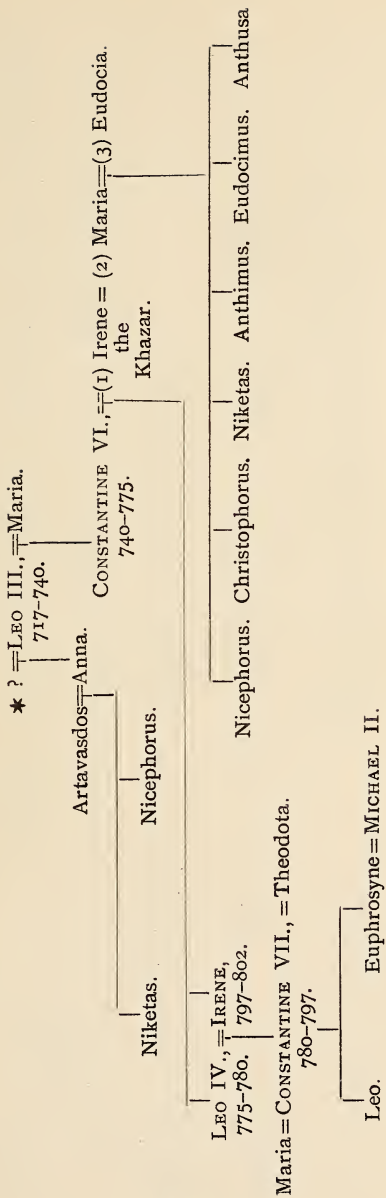 * ? = LEO III., = Maria.
717–740.
Artavasdos = Anna.
CONSTANTINE VI., = (1) Irene = (2) Maria = (3) Eudocia.
740–775.
the
Khazar.
Niketas.
Nicephorus.
Nicephorus. Christophorus. Niketas. Anthimus. Eudocimus. Anthusa
LEO IV., = IRENE,
775–780. 797–802.
Maria = CONSTANTINE VII., = Theodota.
780–797.
Leo.
Euphrosyne = MICHAEL II.